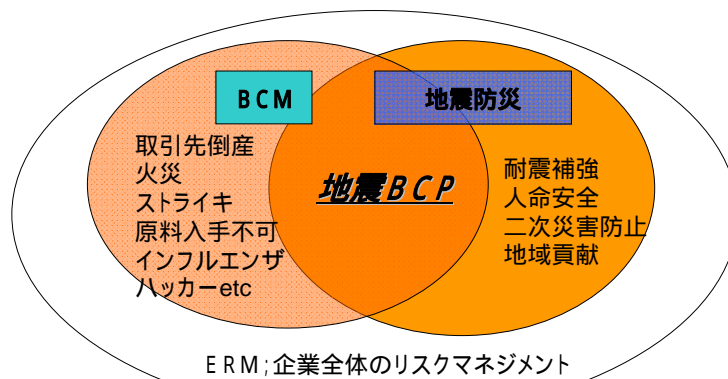 BCM
地震防災
取引先倒産
火災
ストライキ
原料入手不可
インフルエンザ
ハッカーetc
地震BCP
耐震補強
人命安全
二次災害防止
地域貢献
ERM;企業全体のリスクマネジメント